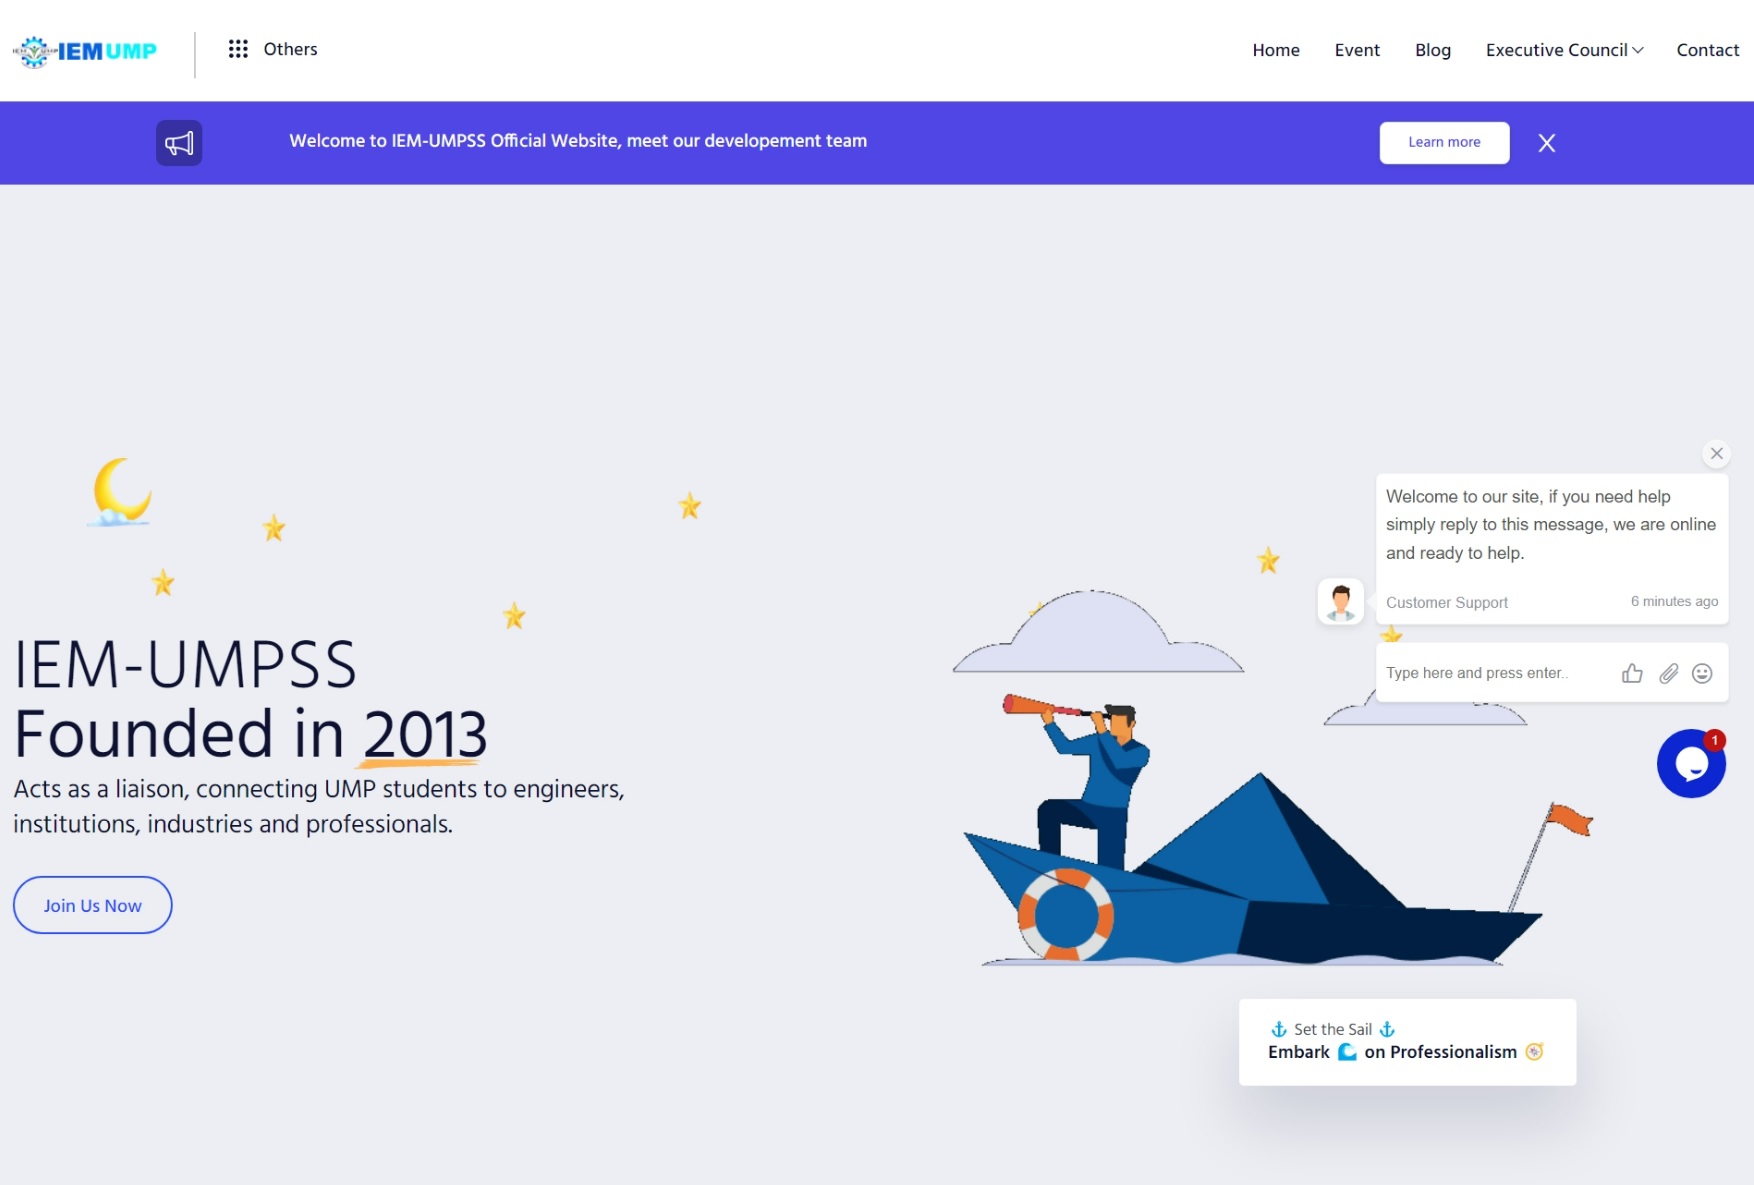 IEM UMP
Others
Home
Event
Blog
Executive Council
Contact
Welcome to IEM-UMPSS Official Website, meet our developement team
Learn more
Welcome to our site, if you need help
simply reply to this message, we are online
and ready to help.
Customer Support
6 minutes ago
Type here and press enter..
1
IEM-UMPSS
Founded in 2013
Acts as a liaison, connecting UMP students to engineers,
institutions, industries and professionals.
Join Us Now
Set the Sail
Embark on Professionalism